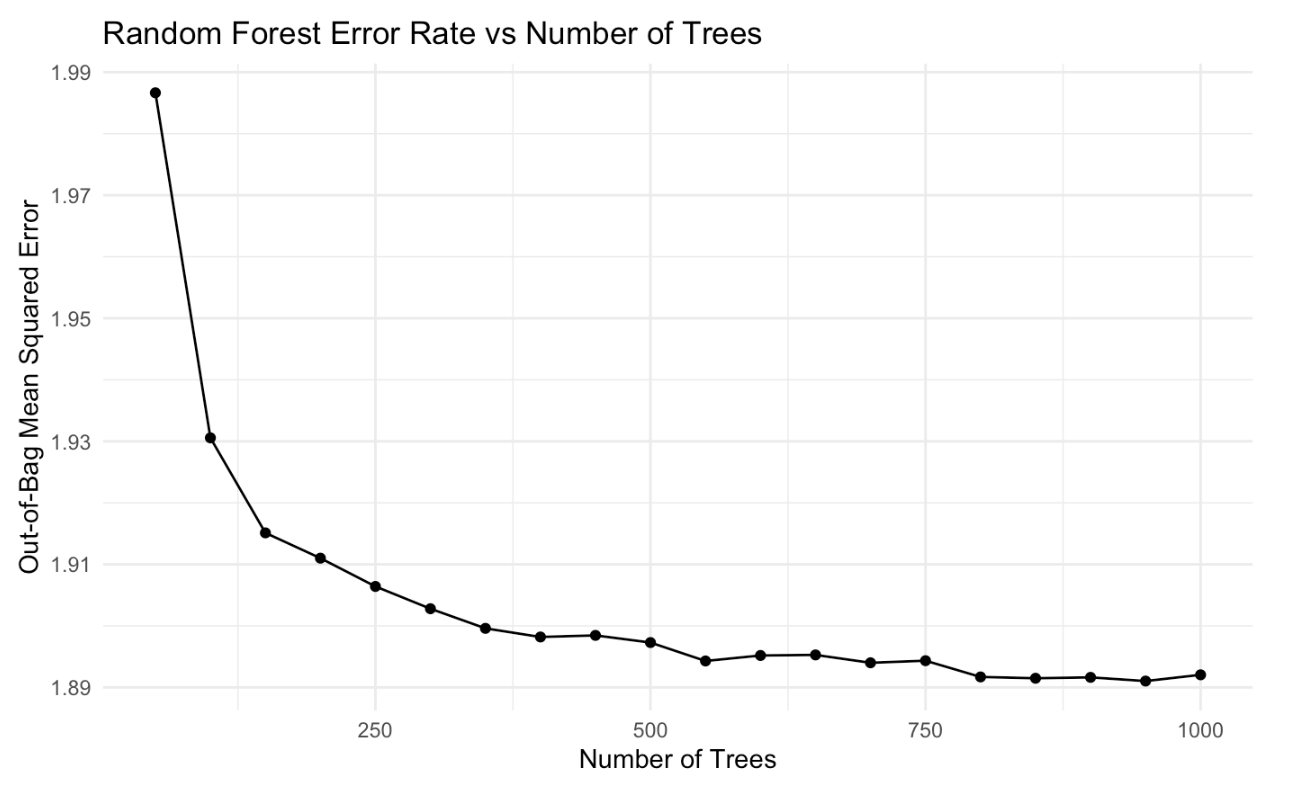 Random Forest Error Rate vs Number of Trees
Out-of-Bag Mean Squared Error
1.99
1.97
1.95
1.93
1.91
1.89
250 500 750 1000
Number of Trees